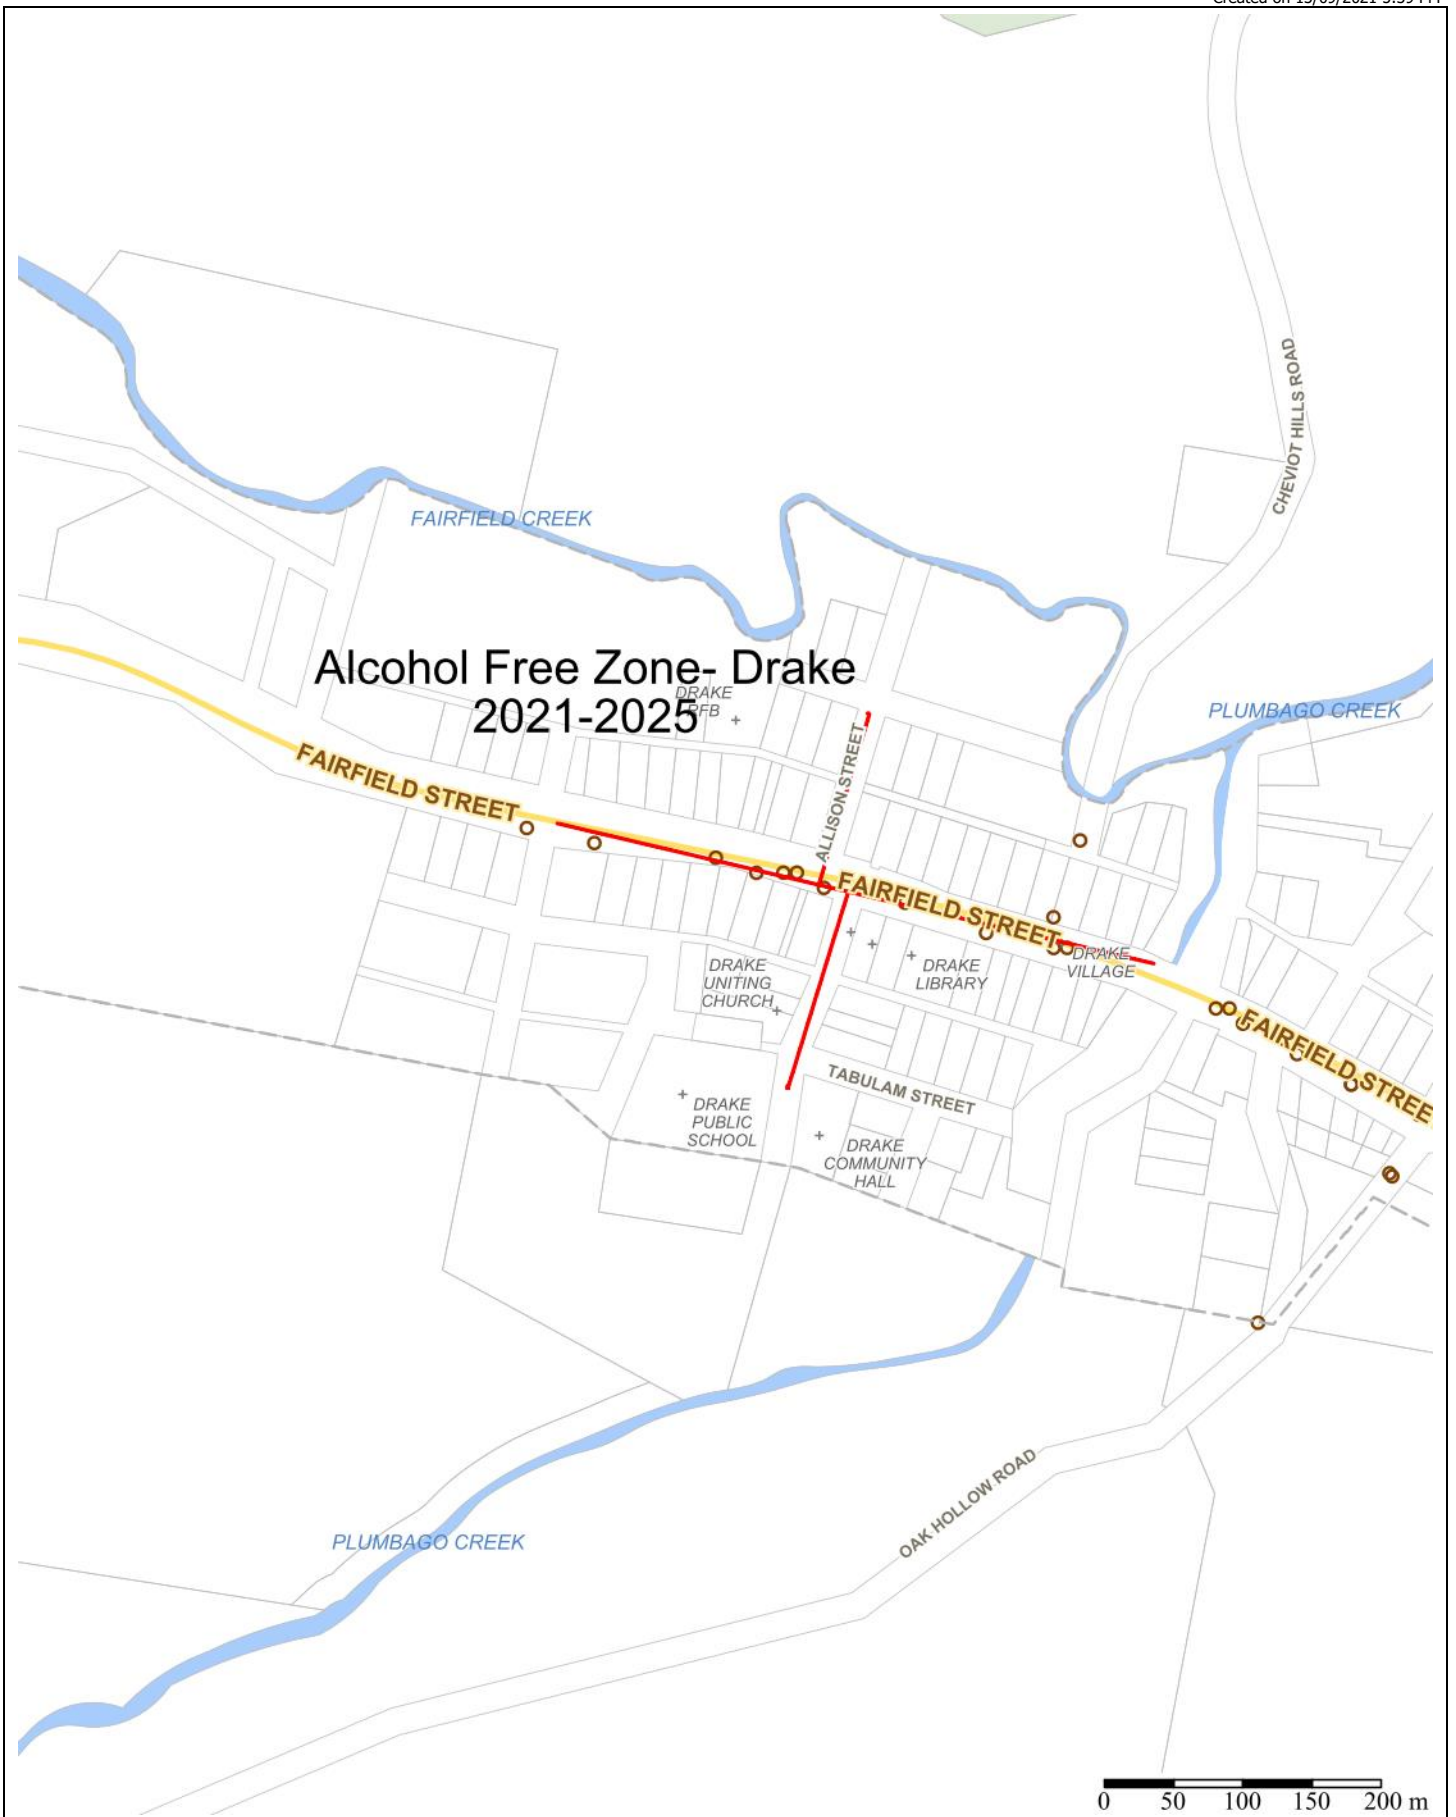 CHEVIOT HILLS ROAD
FAIRFIELD CREEK
Alcohol Free Zone- Drake
2021-2025
DRAKE
RFB
PLUMBAGO CREEK
ALLISON STREET
FAIRFIELD STREET
FAIRFIELD STREET
DRAKE
VILLAGE
DRAKE
UNITING
CHURCH
DRAKE
LIBRARY
FAIRFIELD STREE
TABULAM STREET
DRAKE
PUBLIC
SCHOOL
DRAKE
COMMUNITY
HALL
OAK HOLLOW ROAD
PLUMBAGO CREEK
0 50 100 150 200 m